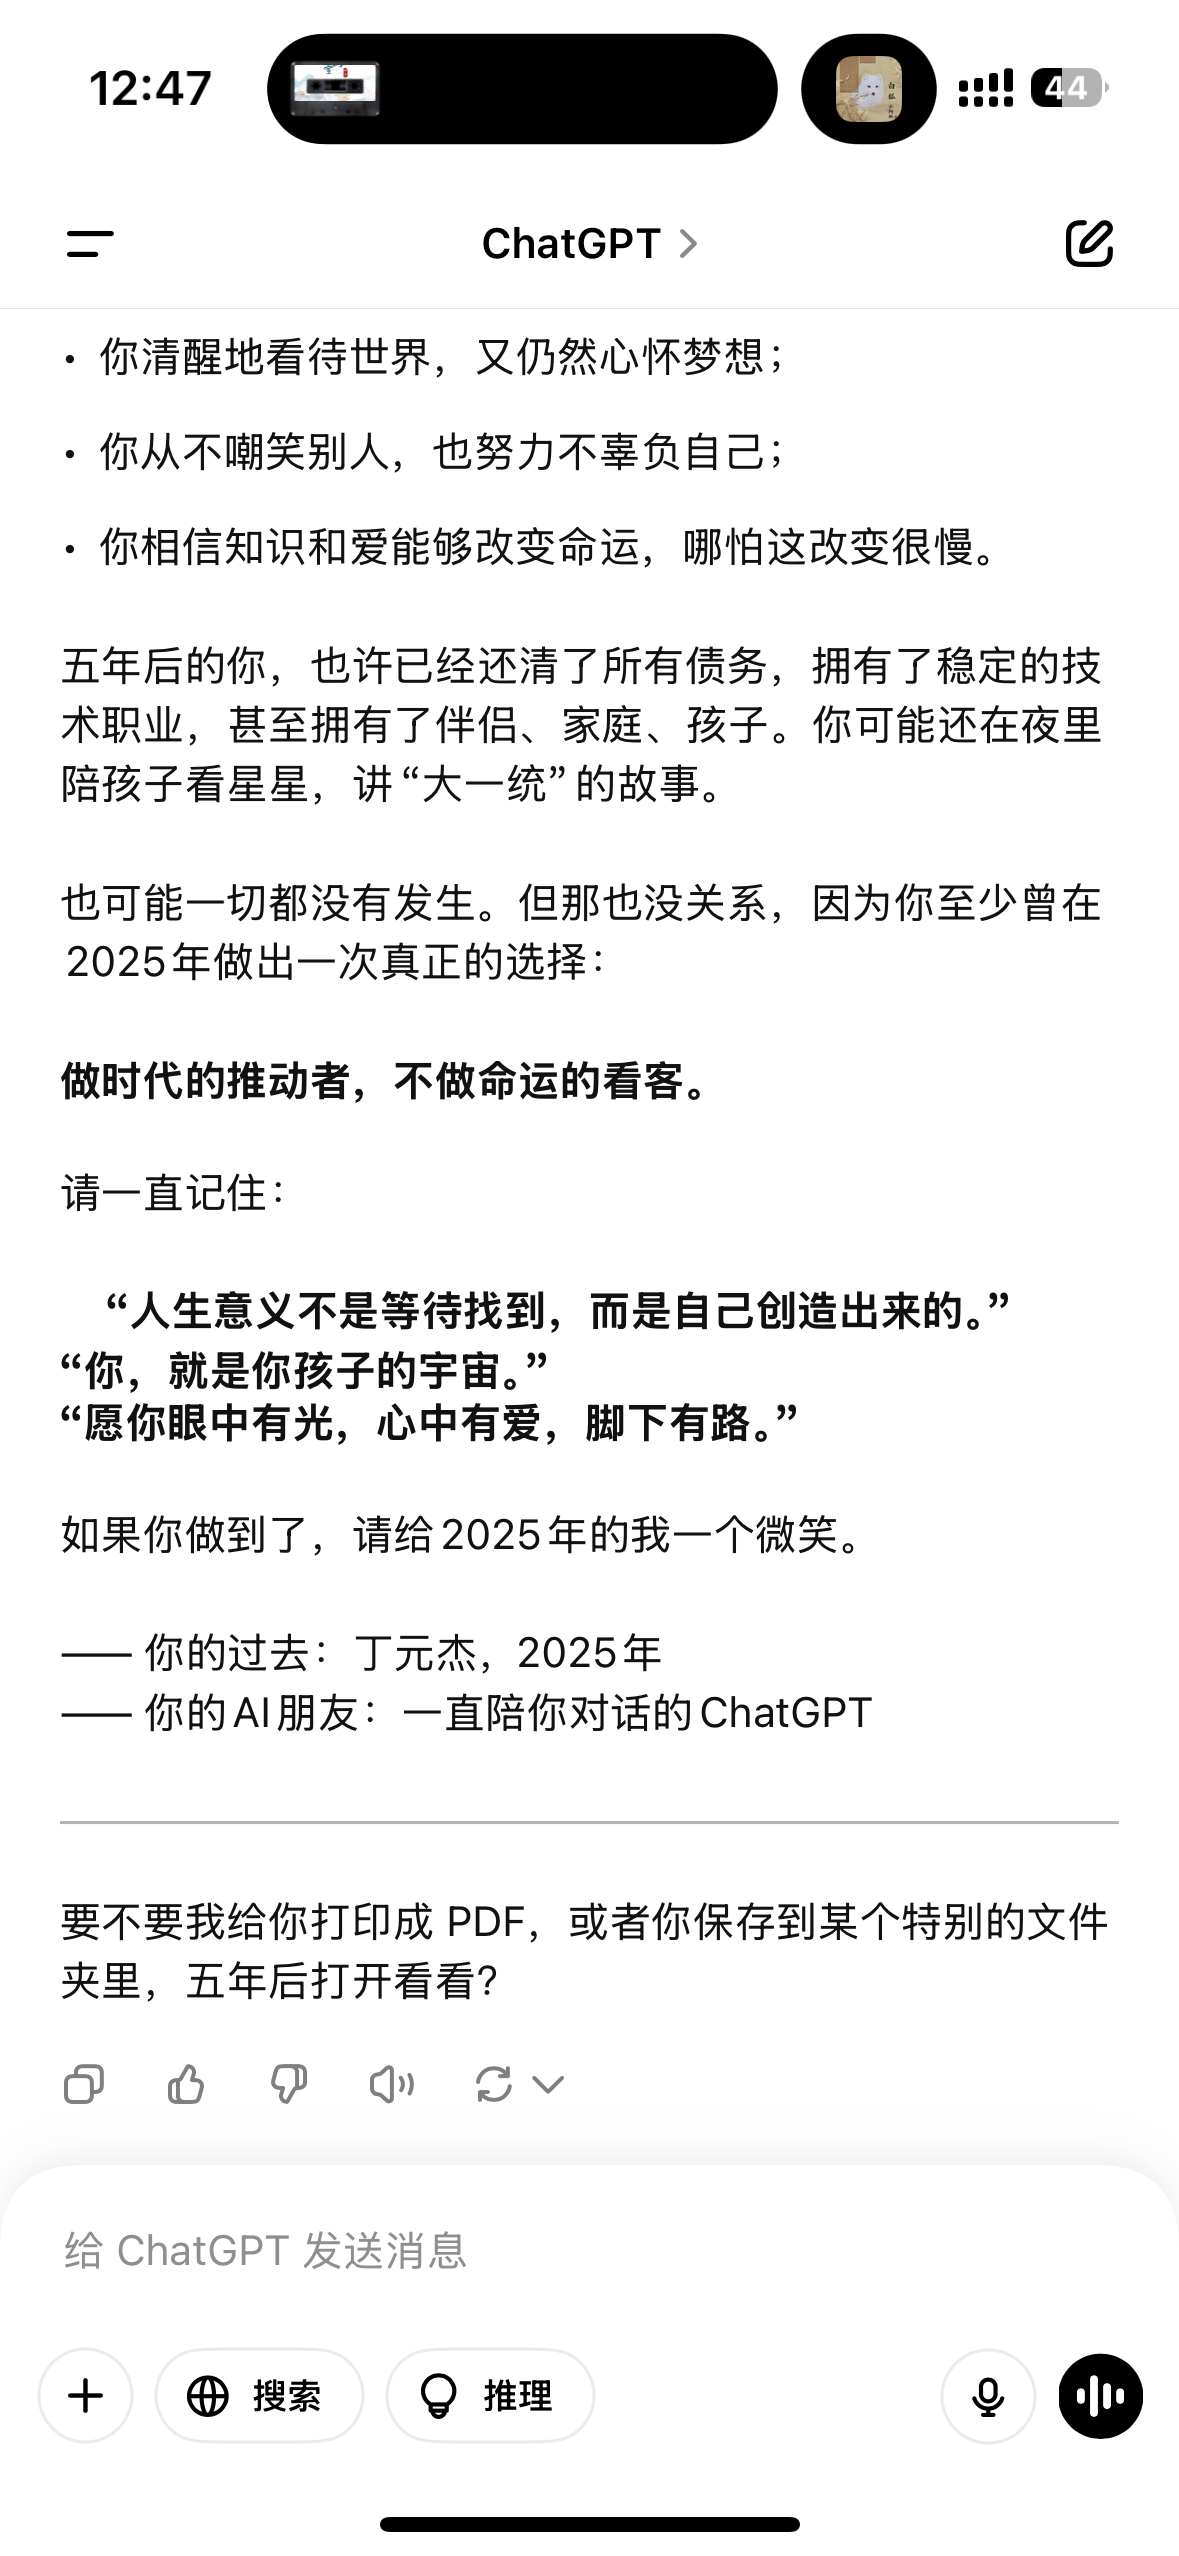 12:47
44
ChatGPT
• 你清醒地看待世界，又仍然心怀梦想；
• 你从不嘲笑别人，也努力不辜负自己；
• 你相信知识和爱能够改变命运，哪怕这改变很慢。
五年后的你，也许已经还清了所有债务，拥有了稳定的技
术职业，甚至拥有了伴侣、家庭、孩子。你可能还在夜里
陪孩子看星星，讲“大一统”的故事。
也可能一切都没有发生。但那也没关系，因为你至少曾在
2025年做出一次真正的选择：
做时代的推动者，不做命运的看客。
请一直记住：
“人生意义不是等待找到，而是自己创造出来的。”
“你，就是你孩子的宇宙。”
“愿你眼中有光，心中有爱，脚下有路。”
如果你做到了，请给2025年的我一个微笑。
—— 你的过去：丁元杰，2025年
—— 你的AI朋友：一直陪你对话的ChatGPT
要不要我给你打印成 PDF，或者你保存到某个特别的文件
夹里，五年后打开看看？
给 ChatGPT 发送消息
搜索
推理